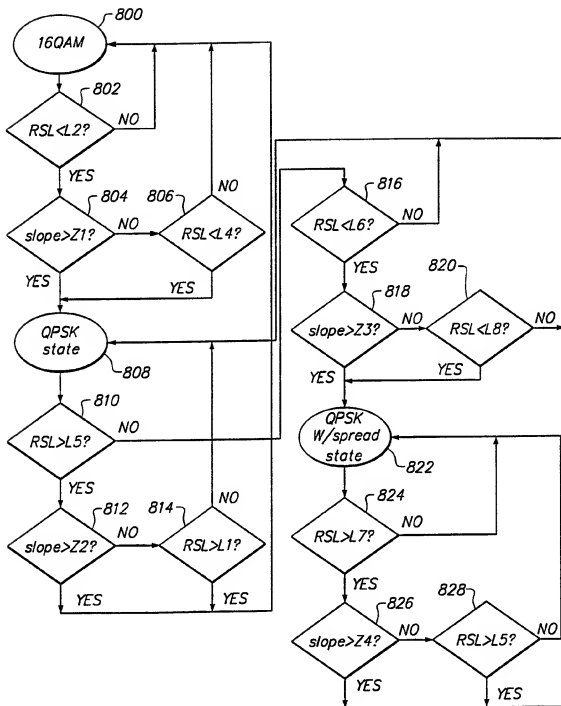 800
16QAM
802
RSL<L2?
NO
YES
804
slope>Z1?
NO
806
RSL<L4?
NO
YES
YES
QPSK
state
808
810
RSL>L5?
NO
YES
812
slope>Z2?
NO
814
RSL>L1?
NO
YES
YES
816
RSL<L6?
NO
YES
818
slope>Z3?
NO
820
RSL<L8?
NO
YES
YES
QPSK
W/spread
state
822
824
RSL>L7?
NO
YES
826
slope>Z4?
NO
828
RSL>L5?
NO
YES
YES